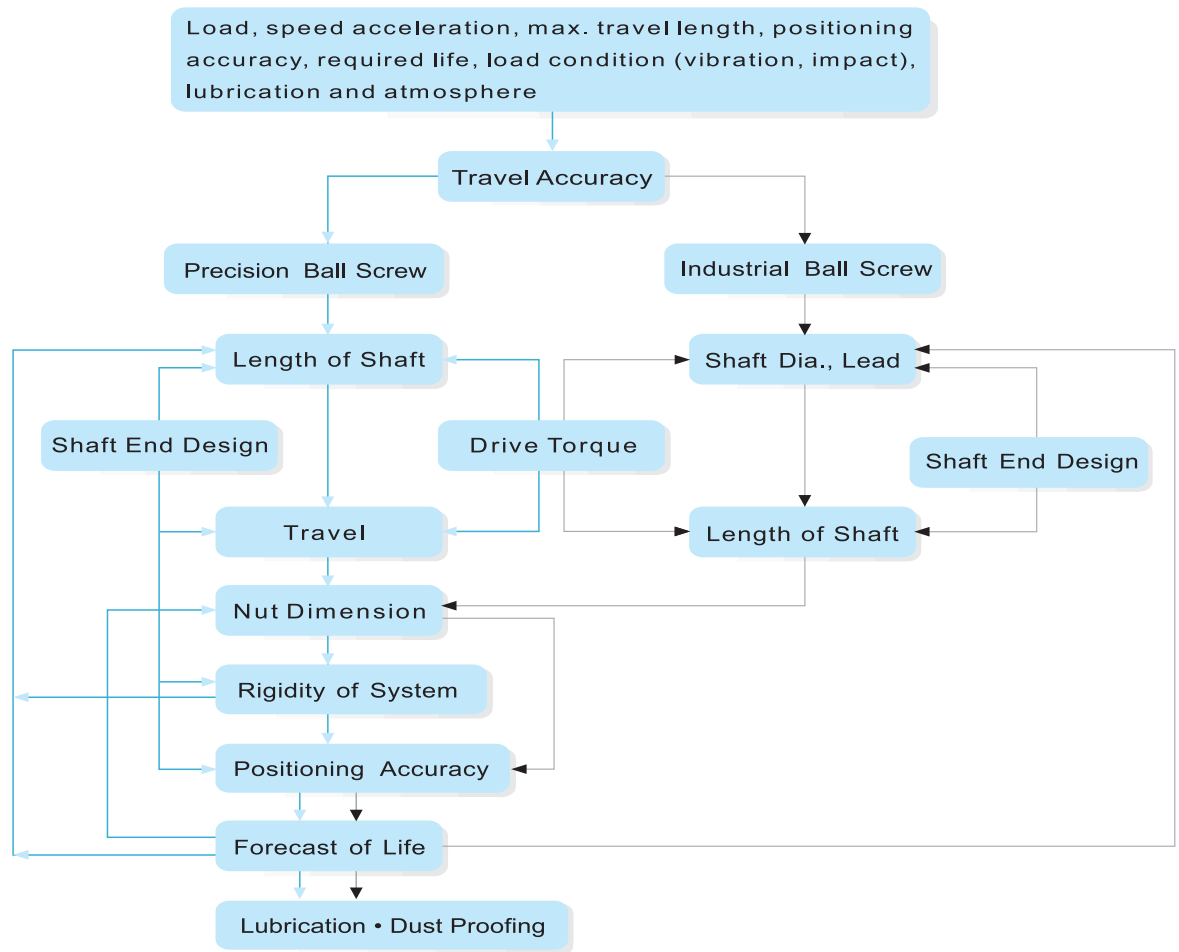 Load, speed acceleration, max. travel length, positioning
accuracy, required life, load condition (vibration, impact),
lubrication and atmosphere
Travel Accuracy
Precision Ball Screw
Industrial Ball Screw
Length of Shaft
Shaft Dia., Lead
Shaft End Design
Drive Torque
Shaft End Design
Travel
Length of Shaft
Nut Dimension
Rigidity of System
Positioning Accuracy
Forecast of Life
Lubrication • Dust Proofing